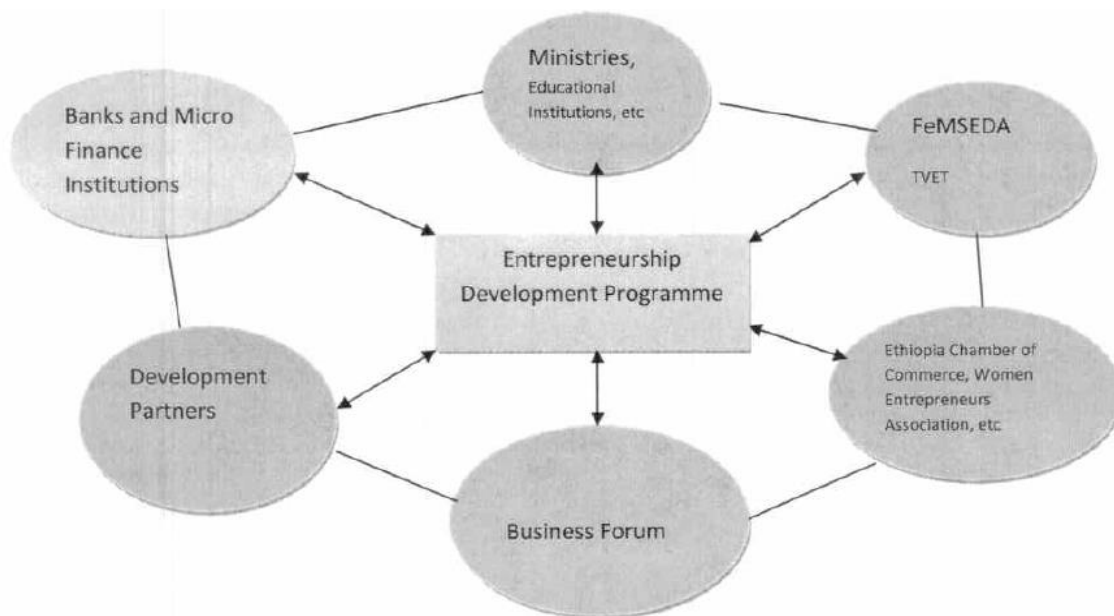 Ministries,
Educational
Institutions, etc
Banks and Micro
Finance
Institutions
FeMSEDA
TVET
Entrepreneurship
Development Programme
Development
Partners
Ethiopia Chamber of
Commerce, Women
Entrepreneurs
Association, etc
Business Forum